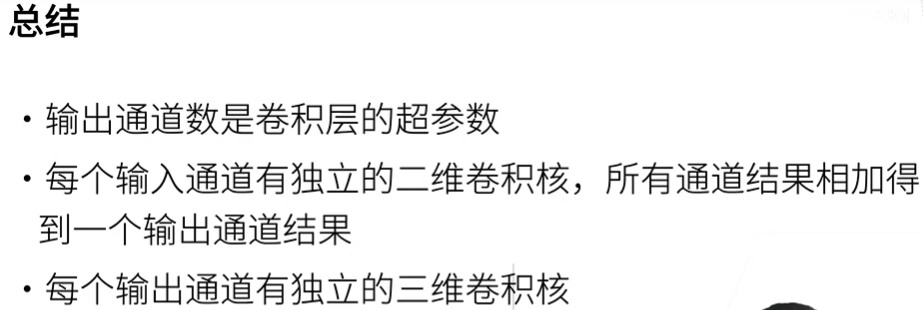 总结
・输出通道数是卷积层的超参数
・每个输入通道有独立的二维卷积核，所有通道结果相加得
到一个输出通道结果
・每个输出通道有独立的三维卷积核